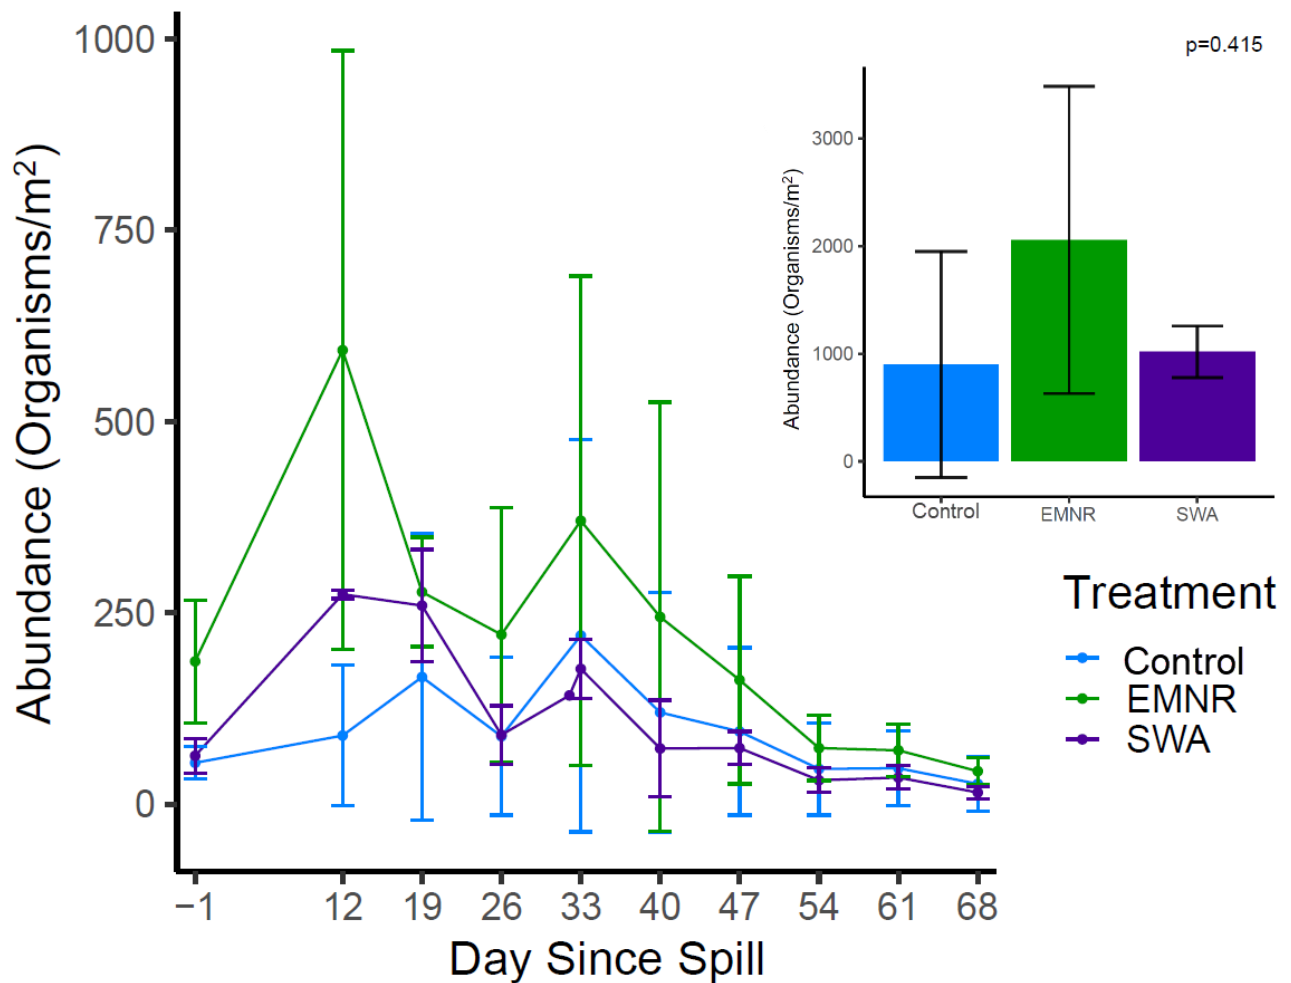 1000
750
500
250
0
Abundance (Organisms/m²)
−1 12 19 26 33 40 47 54 61 68
Day Since Spill
p=0.415
3000
2000
1000
0
Abundance (Organisms/m²)
Control EMNR SWA
Treatment
Control
EMNR
SWA